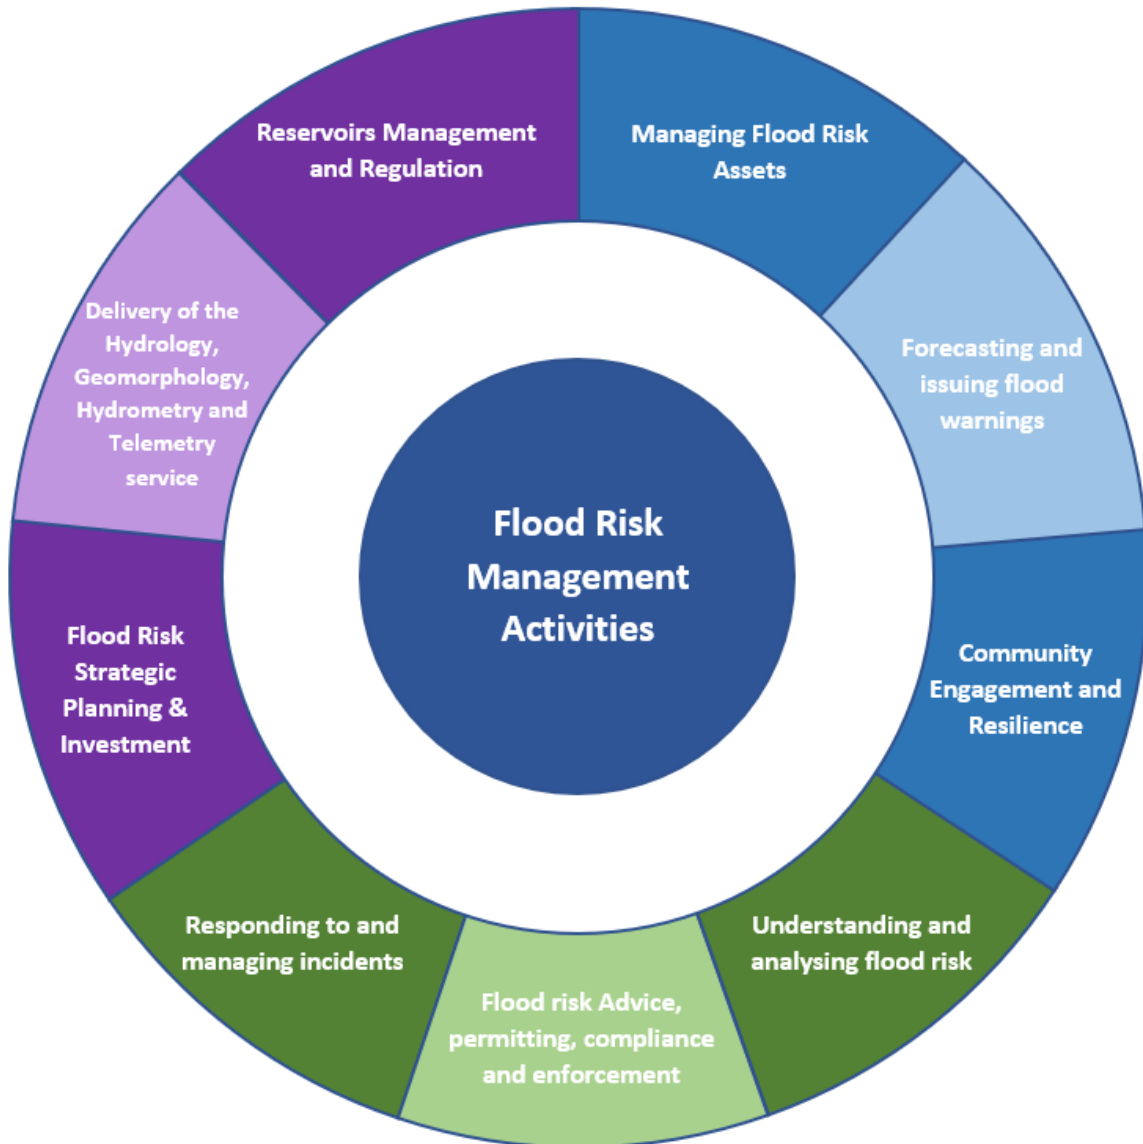 Reservoirs Management
and Regulation
Managing Flood Risk
Assets
Forecasting and
issuing flood
warnings
Community
Engagement and
Resilience
Understanding and
analysing flood risk
Flood risk Advice,
permitting, compliance
and enforcement
Responding to and
managing incidents
Flood Risk
Strategic
Planning &
Investment
Delivery of the
Hydrology,
Geomorphology,
Hydrometry and
Telemetry
service
Flood Risk
Management
Activities